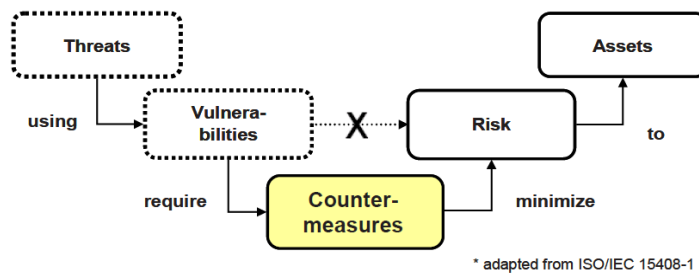 Threats
Assets
using
Vulnera-
bilities
X
Risk
to
require
Counter-
measures
minimize
* adapted from ISO/IEC 15408-1